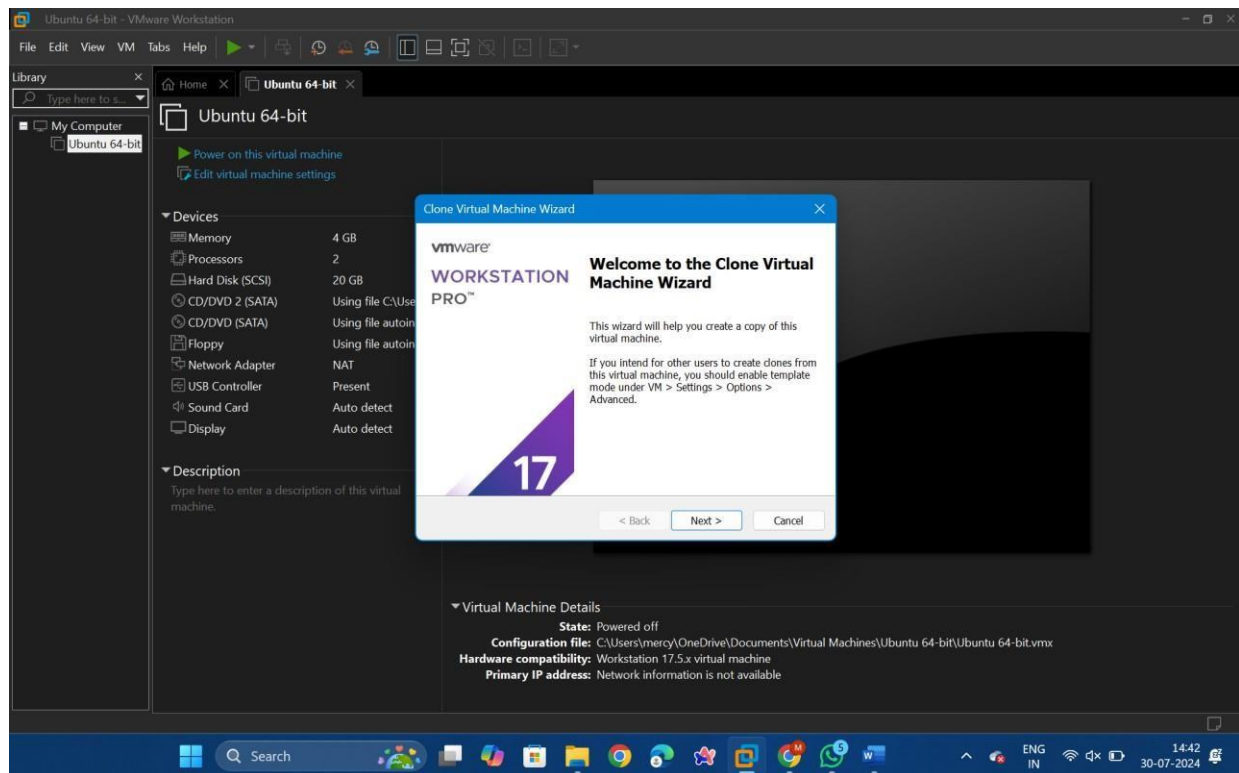 Ubuntu 64-bit - VMware Workstation
File Edit View VM Tabs Help
Library
Type here to s...
My Computer
Ubuntu 64-bit
Home
Ubuntu 64-bit
Ubuntu 64-bit
Power on this virtual machine
Edit virtual machine settings
Devices
Memory 4 GB
Processors 2
Hard Disk (SCSI) 20 GB
CD/DVD 2 (SATA) Using file C:\Use
CD/DVD (SATA) Using file autoin
Floppy Using file autoin
Network Adapter NAT
USB Controller Present
Sound Card Auto detect
Display Auto detect
Description
Type here to enter a description of this virtual
machine.
Clone Virtual Machine Wizard
vmware
WORKSTATION
PRO™
17
Welcome to the Clone Virtual
Machine Wizard
This wizard will help you create a copy of this
virtual machine.
If you intend for other users to create clones from
this virtual machine, you should enable template
mode under VM > Settings > Options >
Advanced.
< Back Next > Cancel
Virtual Machine Details
State: Powered off
Configuration file: C:\Users\mercy\OneDrive\Documents\Virtual Machines\Ubuntu 64-bit\Ubuntu 64-bit.vmx
Hardware compatibility: Workstation 17.5.x virtual machine
Primary IP address: Network information is not available
Search
ENG
IN
14:42
30-07-2024